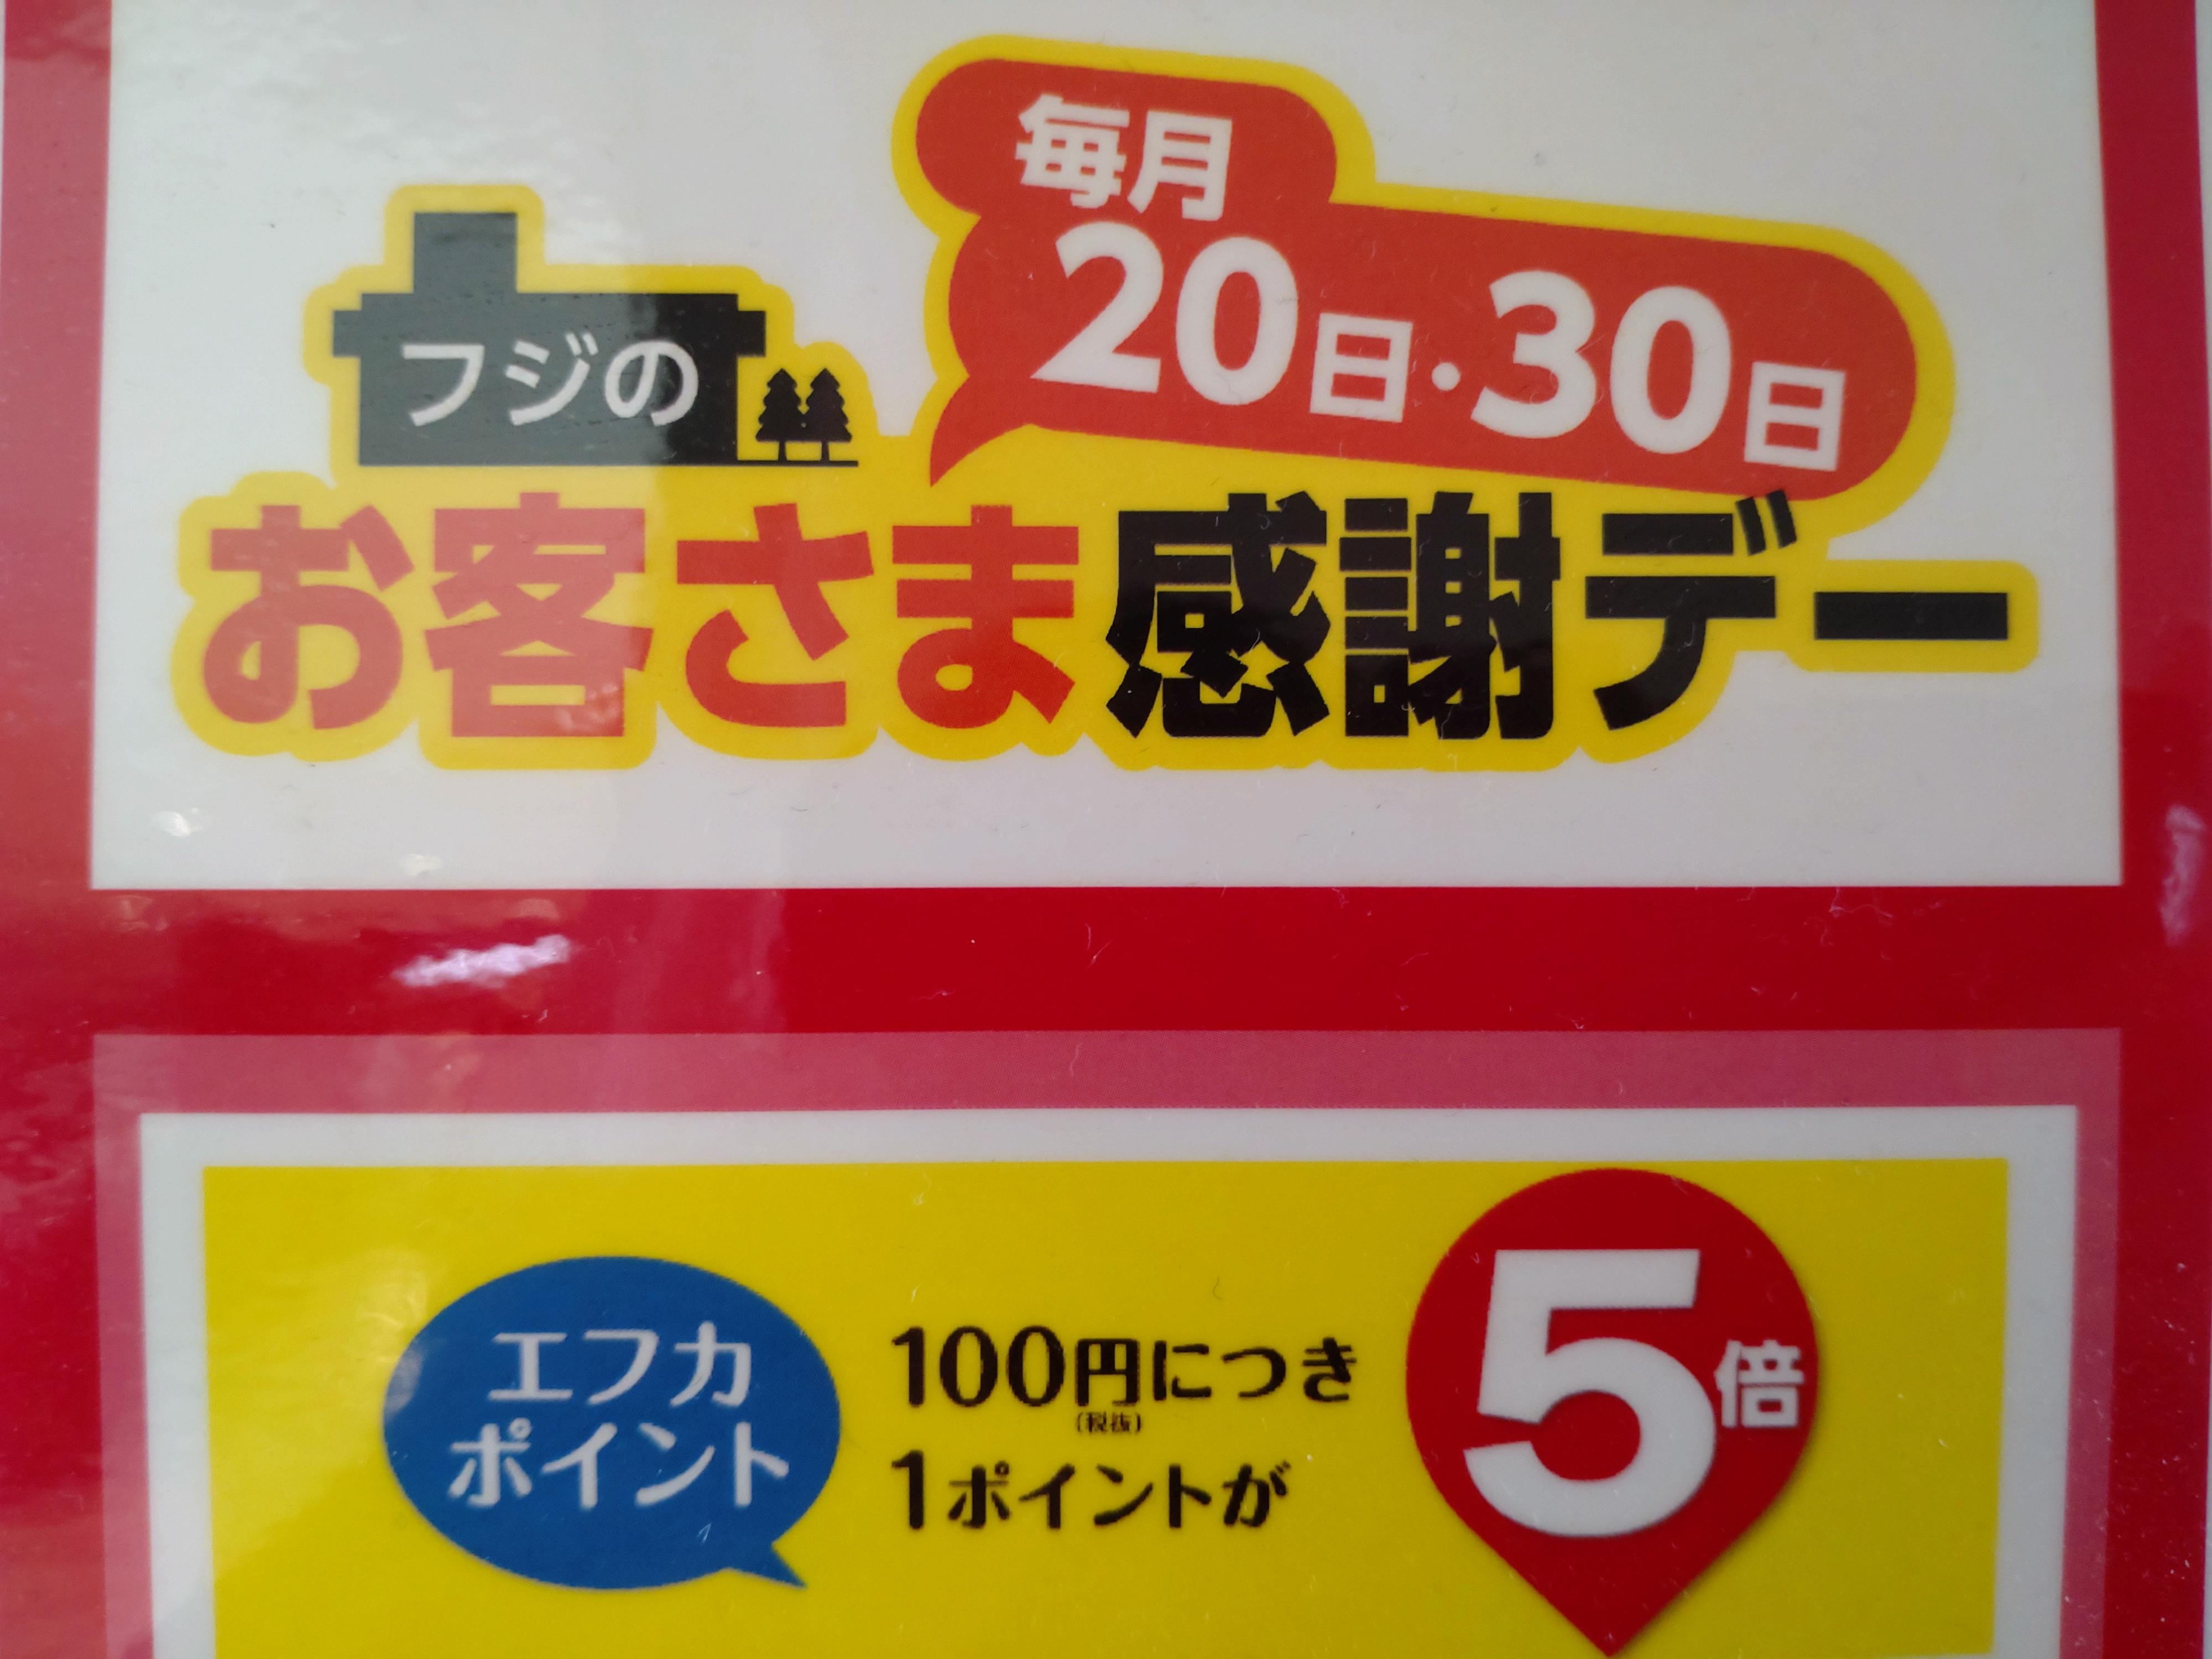 毎月
20日・30日
フジの
お客さま感謝デー
エフカ
ポイント
100円につき
(税抜)
1ポイントが
5倍